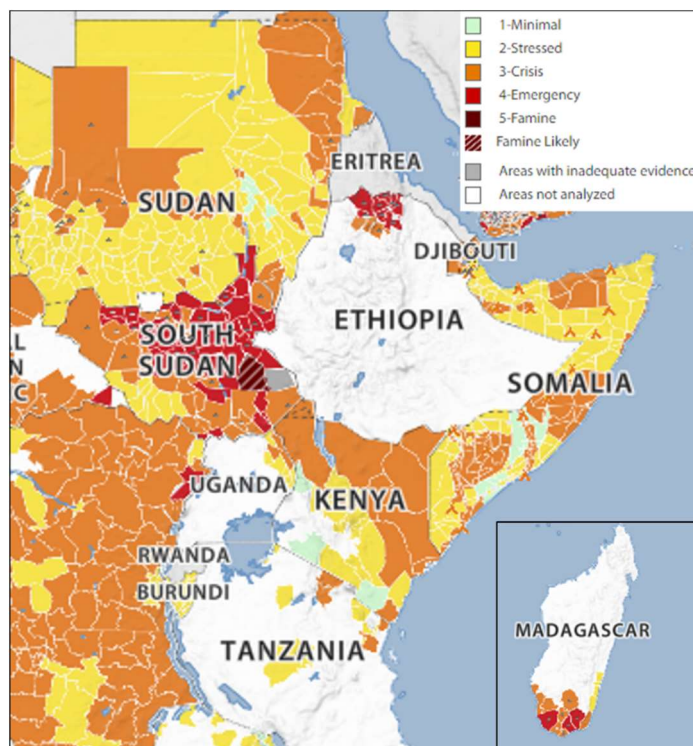 1-Minimal
2-Stressed
3-Crisis
4-Emergency
5-Famine
Famine Likely
Areas with inadequate evidence
Areas not analyzed
ERITREA
SUDAN
DJIBOUTI
ETHIOPIA
SOUTH
SUDAN
AL
N
C
SOMALIA
UGANDA
KENYA
RWANDA
BURUNDI
TANZANIA
MADAGASCAR